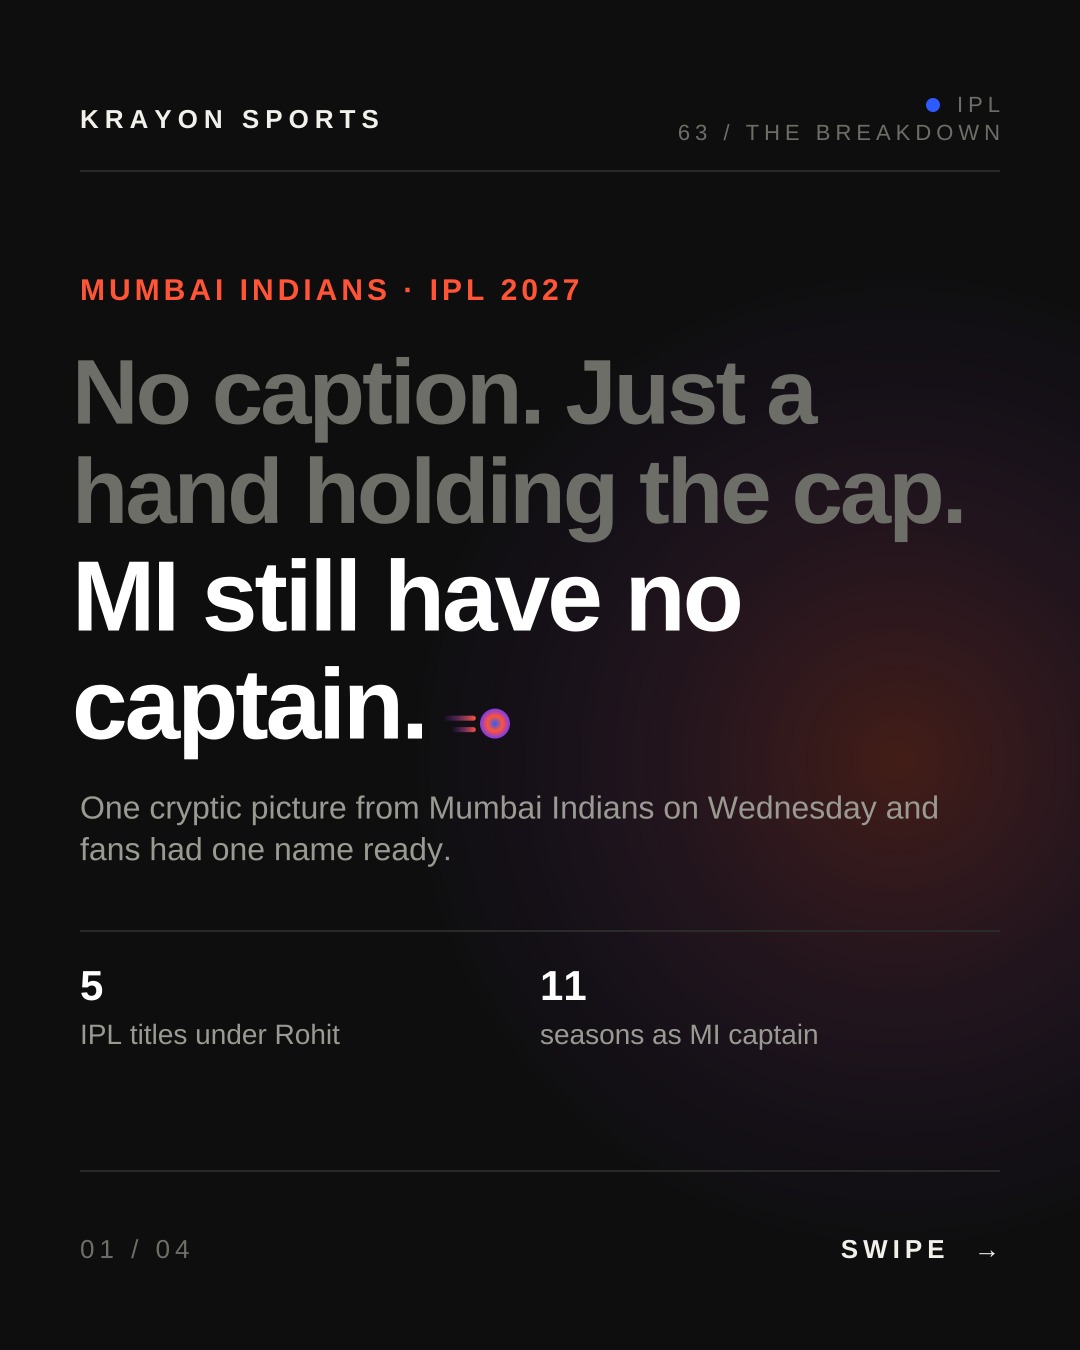 KRAYON SPORTS
IPL
63 / THE BREAKDOWN
MUMBAI INDIANS · IPL 2027
No caption. Just a
hand holding the cap.
MI still have no
captain.
One cryptic picture from Mumbai Indians on Wednesday and
fans had one name ready.
5
IPL titles under Rohit
11
seasons as MI captain
01 / 04
SWIPE →